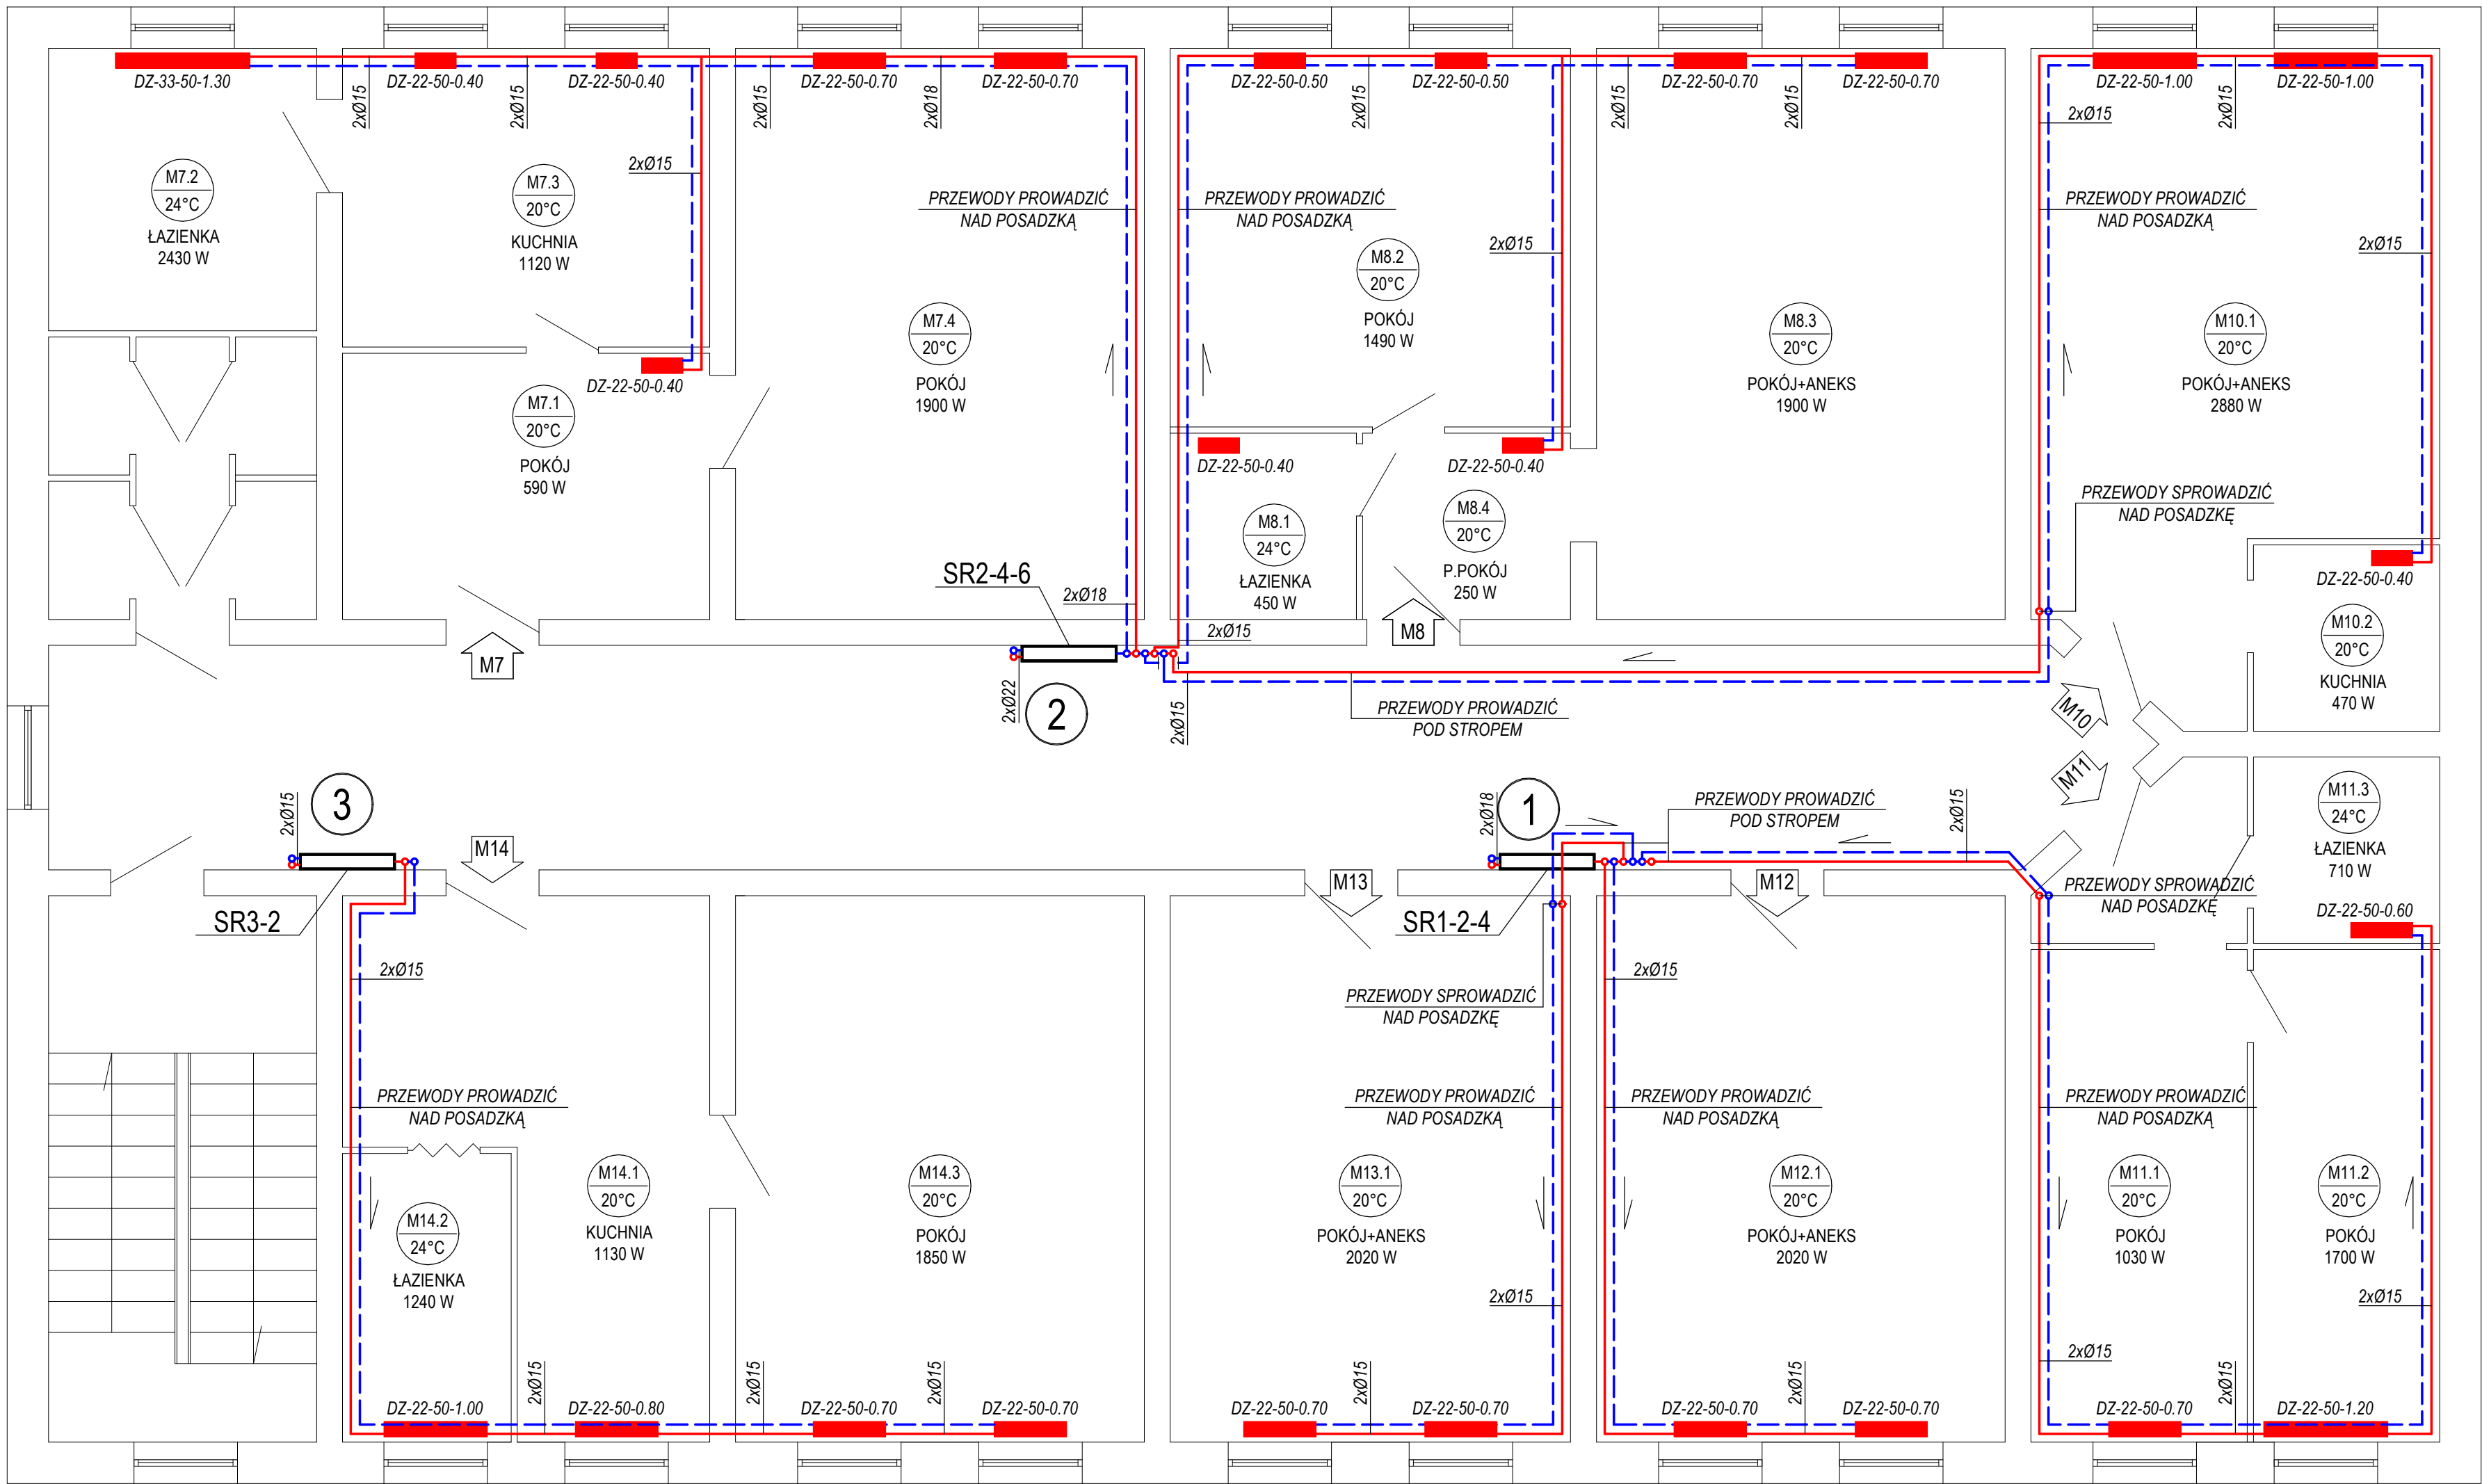 DZ-33-50-1.30
DZ-22-50-0.40
DZ-22-50-0.40
DZ-22-50-0.70
DZ-22-50-0.70
DZ-22-50-0.50
DZ-22-50-0.50
DZ-22-50-0.70
DZ-22-50-0.70
DZ-22-50-1.00
DZ-22-50-1.00
2xØ15
2xØ15
2xØ15
2xØ18
2xØ15
2xØ15
2xØ15
2xØ15
2xØ15
M7.2
24°C
ŁAZIENKA
2430 W
M7.3
20°C
KUCHNIA
1120 W
2xØ15
PRZEWODY PROWADZIĆ
NAD POSADZKĄ
PRZEWODY PROWADZIĆ
NAD POSADZKĄ
PRZEWODY PROWADZIĆ
NAD POSADZKĄ
2xØ15
2xØ15
M8.2
20°C
POKÓJ
1490 W
M7.4
20°C
POKÓJ
1900 W
M8.3
20°C
POKÓJ+ANEKS
1900 W
M10.1
20°C
POKÓJ+ANEKS
2880 W
DZ-22-50-0.40
M7.1
20°C
POKÓJ
590 W
DZ-22-50-0.40
DZ-22-50-0.40
M8.1
24°C
ŁAZIENKA
450 W
M8.4
20°C
P.POKÓJ
250 W
PRZEWODY SPROWADZIĆ
NAD POSADZKĘ
DZ-22-50-0.40
M10.2
20°C
KUCHNIA
470 W
SR2-4-6
2xØ18
2xØ15
M7
M8
2xØ22
2
2xØ15
PRZEWODY PROWADZIĆ
POD STROPEM
M10
M11
3
2xØ15
M14
1
2xØ18
PRZEWODY PROWADZIĆ
POD STROPEM
2xØ15
M11.3
24°C
ŁAZIENKA
710 W
M13
M12
SR3-2
SR1-2-4
PRZEWODY SPROWADZIĆ
NAD POSADZKĘ
DZ-22-50-0.60
2xØ15
2xØ15
PRZEWODY SPROWADZIĆ
NAD POSADZKĘ
PRZEWODY PROWADZIĆ
NAD POSADZKĄ
PRZEWODY PROWADZIĆ
NAD POSADZKĄ
PRZEWODY PROWADZIĆ
NAD POSADZKĄ
PRZEWODY PROWADZIĆ
NAD POSADZKĄ
M14.2
24°C
ŁAZIENKA
1240 W
M14.1
20°C
KUCHNIA
1130 W
M14.3
20°C
POKÓJ
1850 W
M13.1
20°C
POKÓJ+ANEKS
2020 W
M12.1
20°C
POKÓJ+ANEKS
2020 W
M11.1
20°C
POKÓJ
1030 W
M11.2
20°C
POKÓJ
1700 W
2xØ15
2xØ15
2xØ15
2xØ15
2xØ15
2xØ15
2xØ15
2xØ15
2xØ15
DZ-22-50-1.00
DZ-22-50-0.80
DZ-22-50-0.70
DZ-22-50-0.70
DZ-22-50-0.70
DZ-22-50-0.70
DZ-22-50-0.70
DZ-22-50-0.70
DZ-22-50-0.70
DZ-22-50-1.20